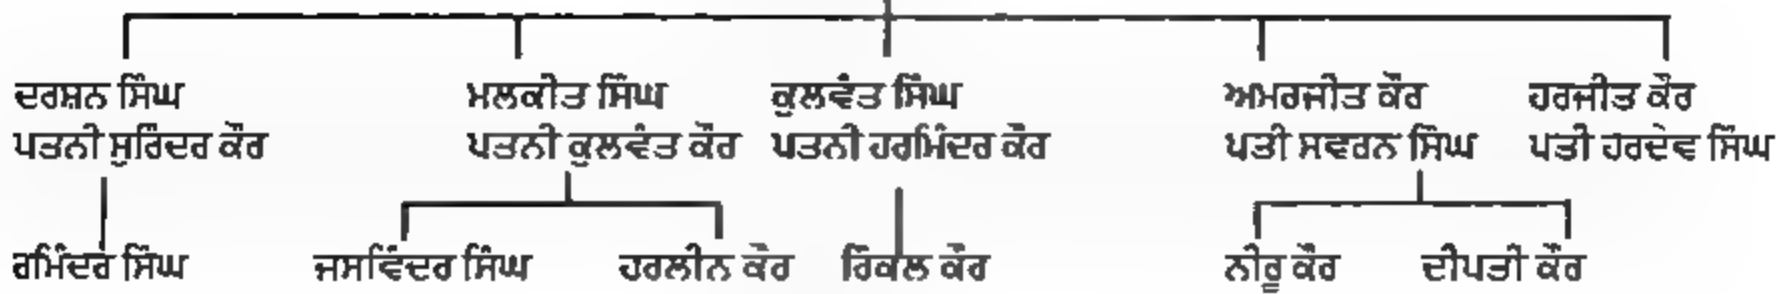 ਦਰਸ਼ਨ ਸਿੰਘ ਮਲਕੀਤ ਸਿੰਘ ਕੁਲਵੰਤ ਸਿੰਘ ਅਮਰਜੀਤ ਕੌਰ ਹਰਜੀਤ ਕੌਰ
ਪਤਨੀ ਸੁਰਿੰਦਰ ਕੌਰ ਪਤਨੀ ਕੁਲਵੰਤ ਕੌਰ ਪਤਨੀ ਹਰਮਿੰਦਰ ਕੌਰ ਪਤੀ ਸਵਰਨ ਸਿੰਘ ਪਤੀ ਹਰਦੇਵ ਸਿੰਘ
ਰਮਿੰਦਰ ਸਿੰਘ ਜਸਵਿੰਦਰ ਸਿੰਘ ਹਰਲੀਨ ਕੌਰ ਰਿੰਕਲ ਕੌਰ ਨੀਰੂ ਕੌਰ ਦੀਪਤੀ ਕੌਰ